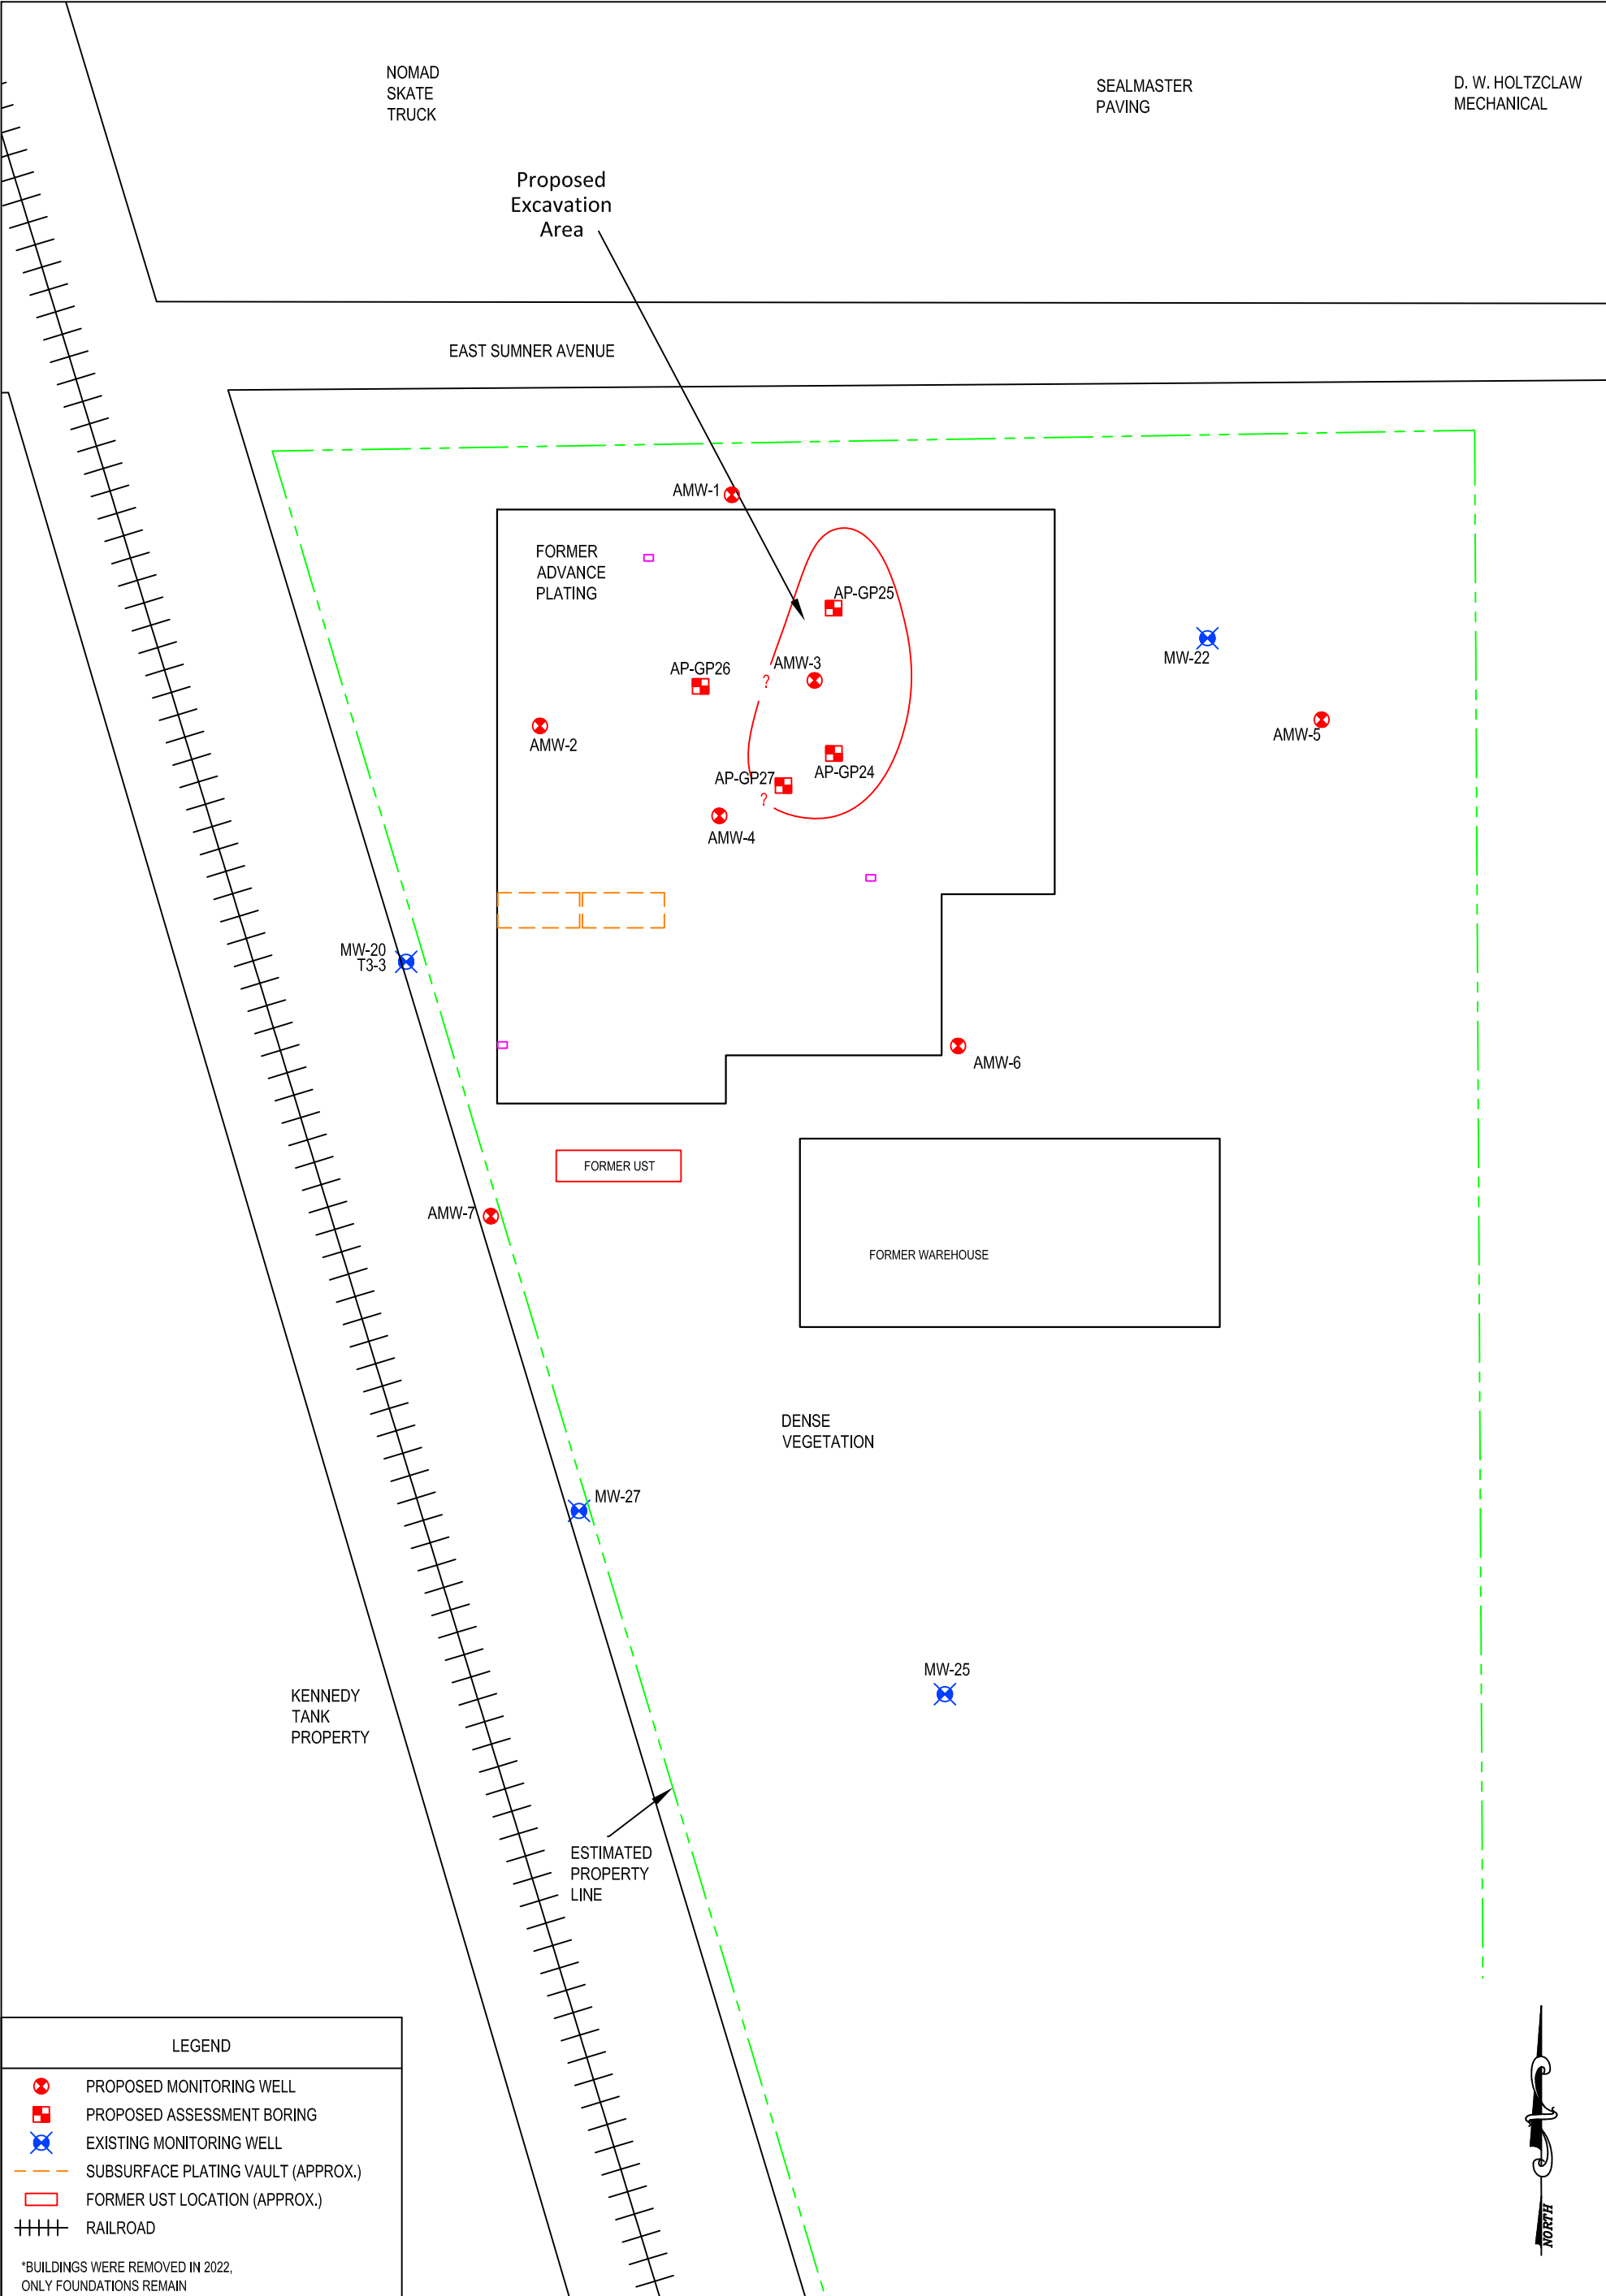 NOMAD
SKATE
TRUCK
SEALMASTER
PAVING
D. W. HOLTZCLAW
MECHANICAL
Proposed
Excavation
Area
EAST SUMNER AVENUE
AMW-1
FORMER
ADVANCE
PLATING
AP-GP25
AMW-3
AP-GP26
?
MW-22
AMW-2
AMW-5
AP-GP27
AP-GP24
?
AMW-4
MW-20
T3-3
AMW-6
FORMER UST
AMW-7
FORMER WAREHOUSE
DENSE
VEGETATION
MW-27
MW-25
KENNEDY
TANK
PROPERTY
ESTIMATED
PROPERTY
LINE
LEGEND
PROPOSED MONITORING WELL
PROPOSED ASSESSMENT BORING
EXISTING MONITORING WELL
SUBSURFACE PLATING VAULT (APPROX.)
FORMER UST LOCATION (APPROX.)
RAILROAD
*BUILDINGS WERE REMOVED IN 2022,
ONLY FOUNDATIONS REMAIN
NORTH